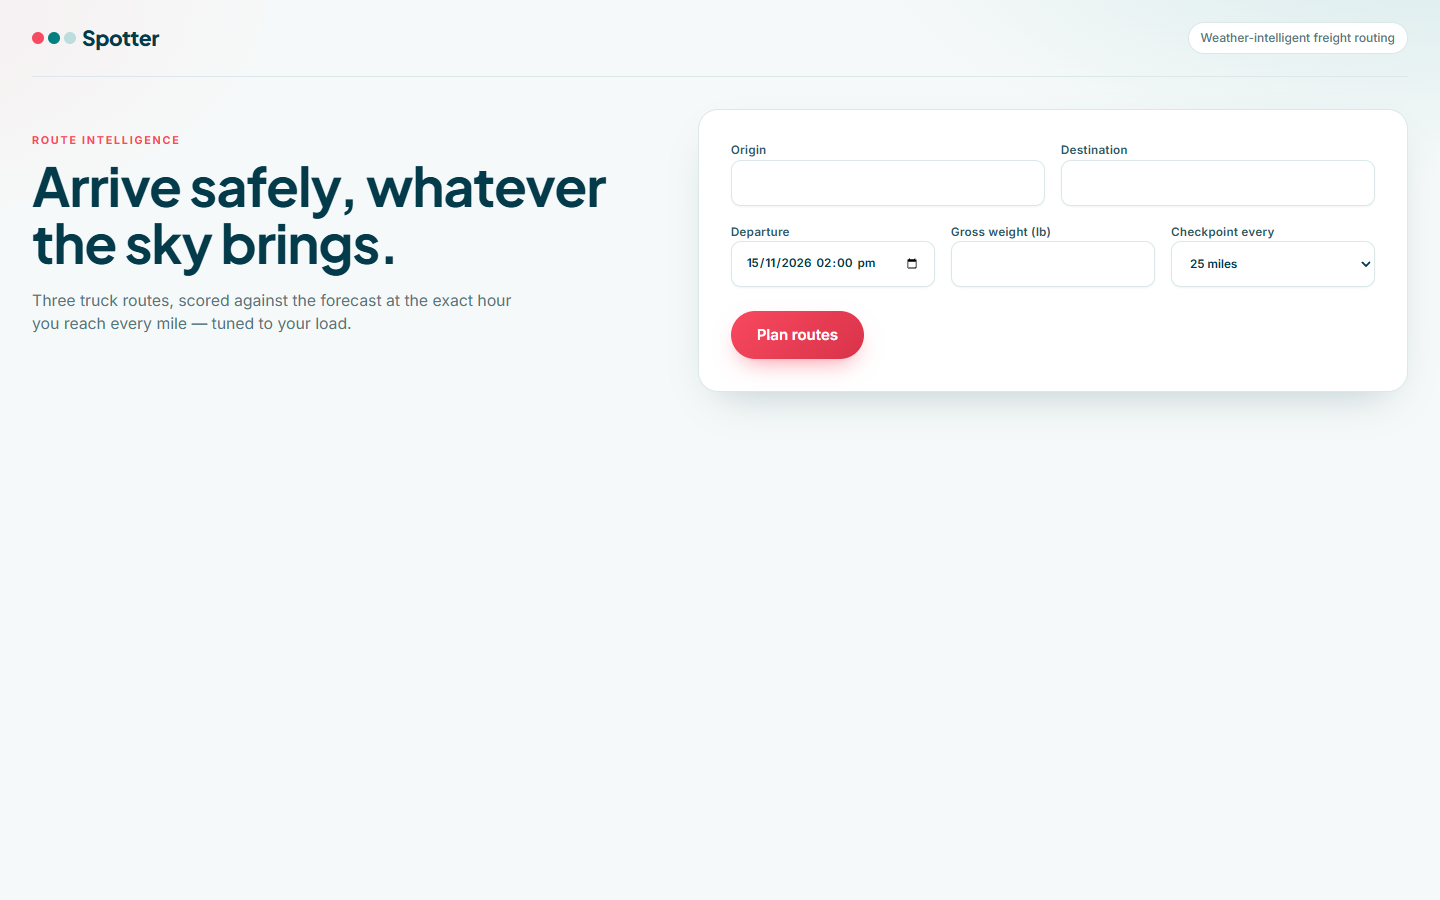 Spotter
Weather-intelligent freight routing
ROUTE INTELLIGENCE
Arrive safely, whatever
the sky brings.
Three truck routes, scored against the forecast at the exact hour
you reach every mile — tuned to your load.
Origin
Destination
Departure
Gross weight (lb)
Checkpoint every
15/11/2026 02:00 pm
25 miles
Plan routes